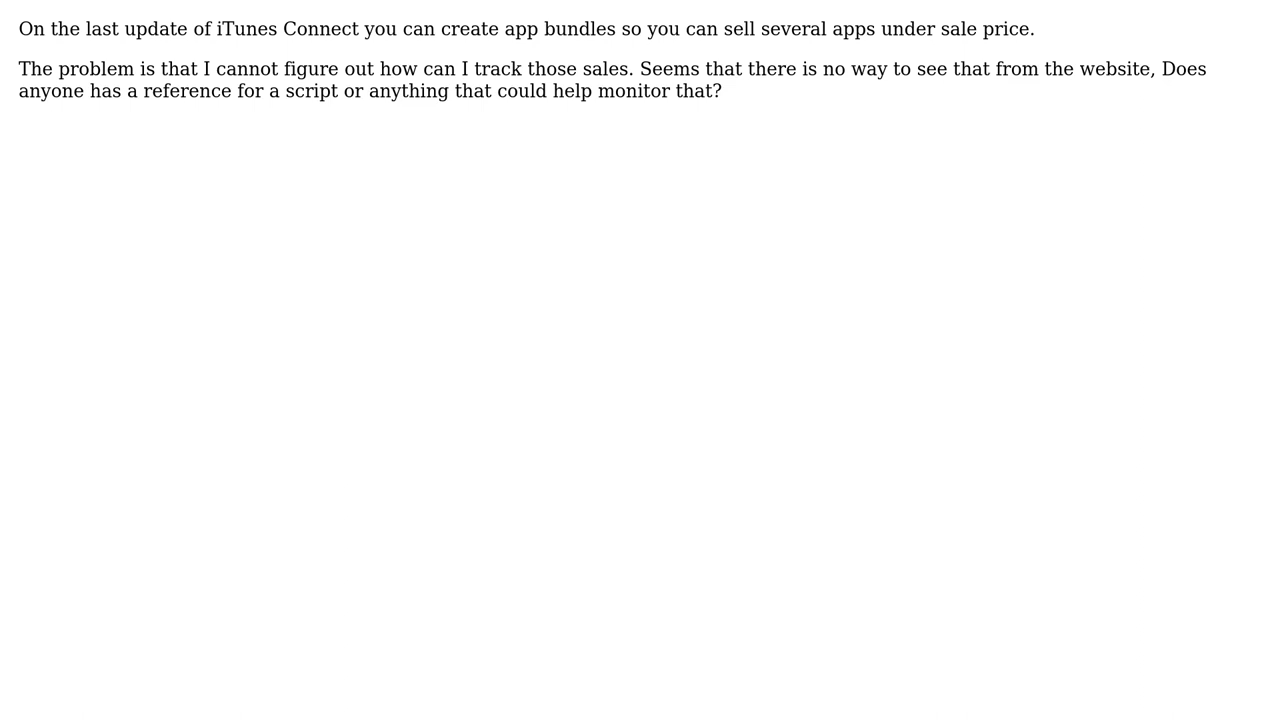 On the last update of iTunes Connect you can create app bundles so you can sell several apps under sale price.
The problem is that I cannot figure out how can I track those sales. Seems that there is no way to see that from the website, Does
anyone has a reference for a script or anything that could help monitor that?